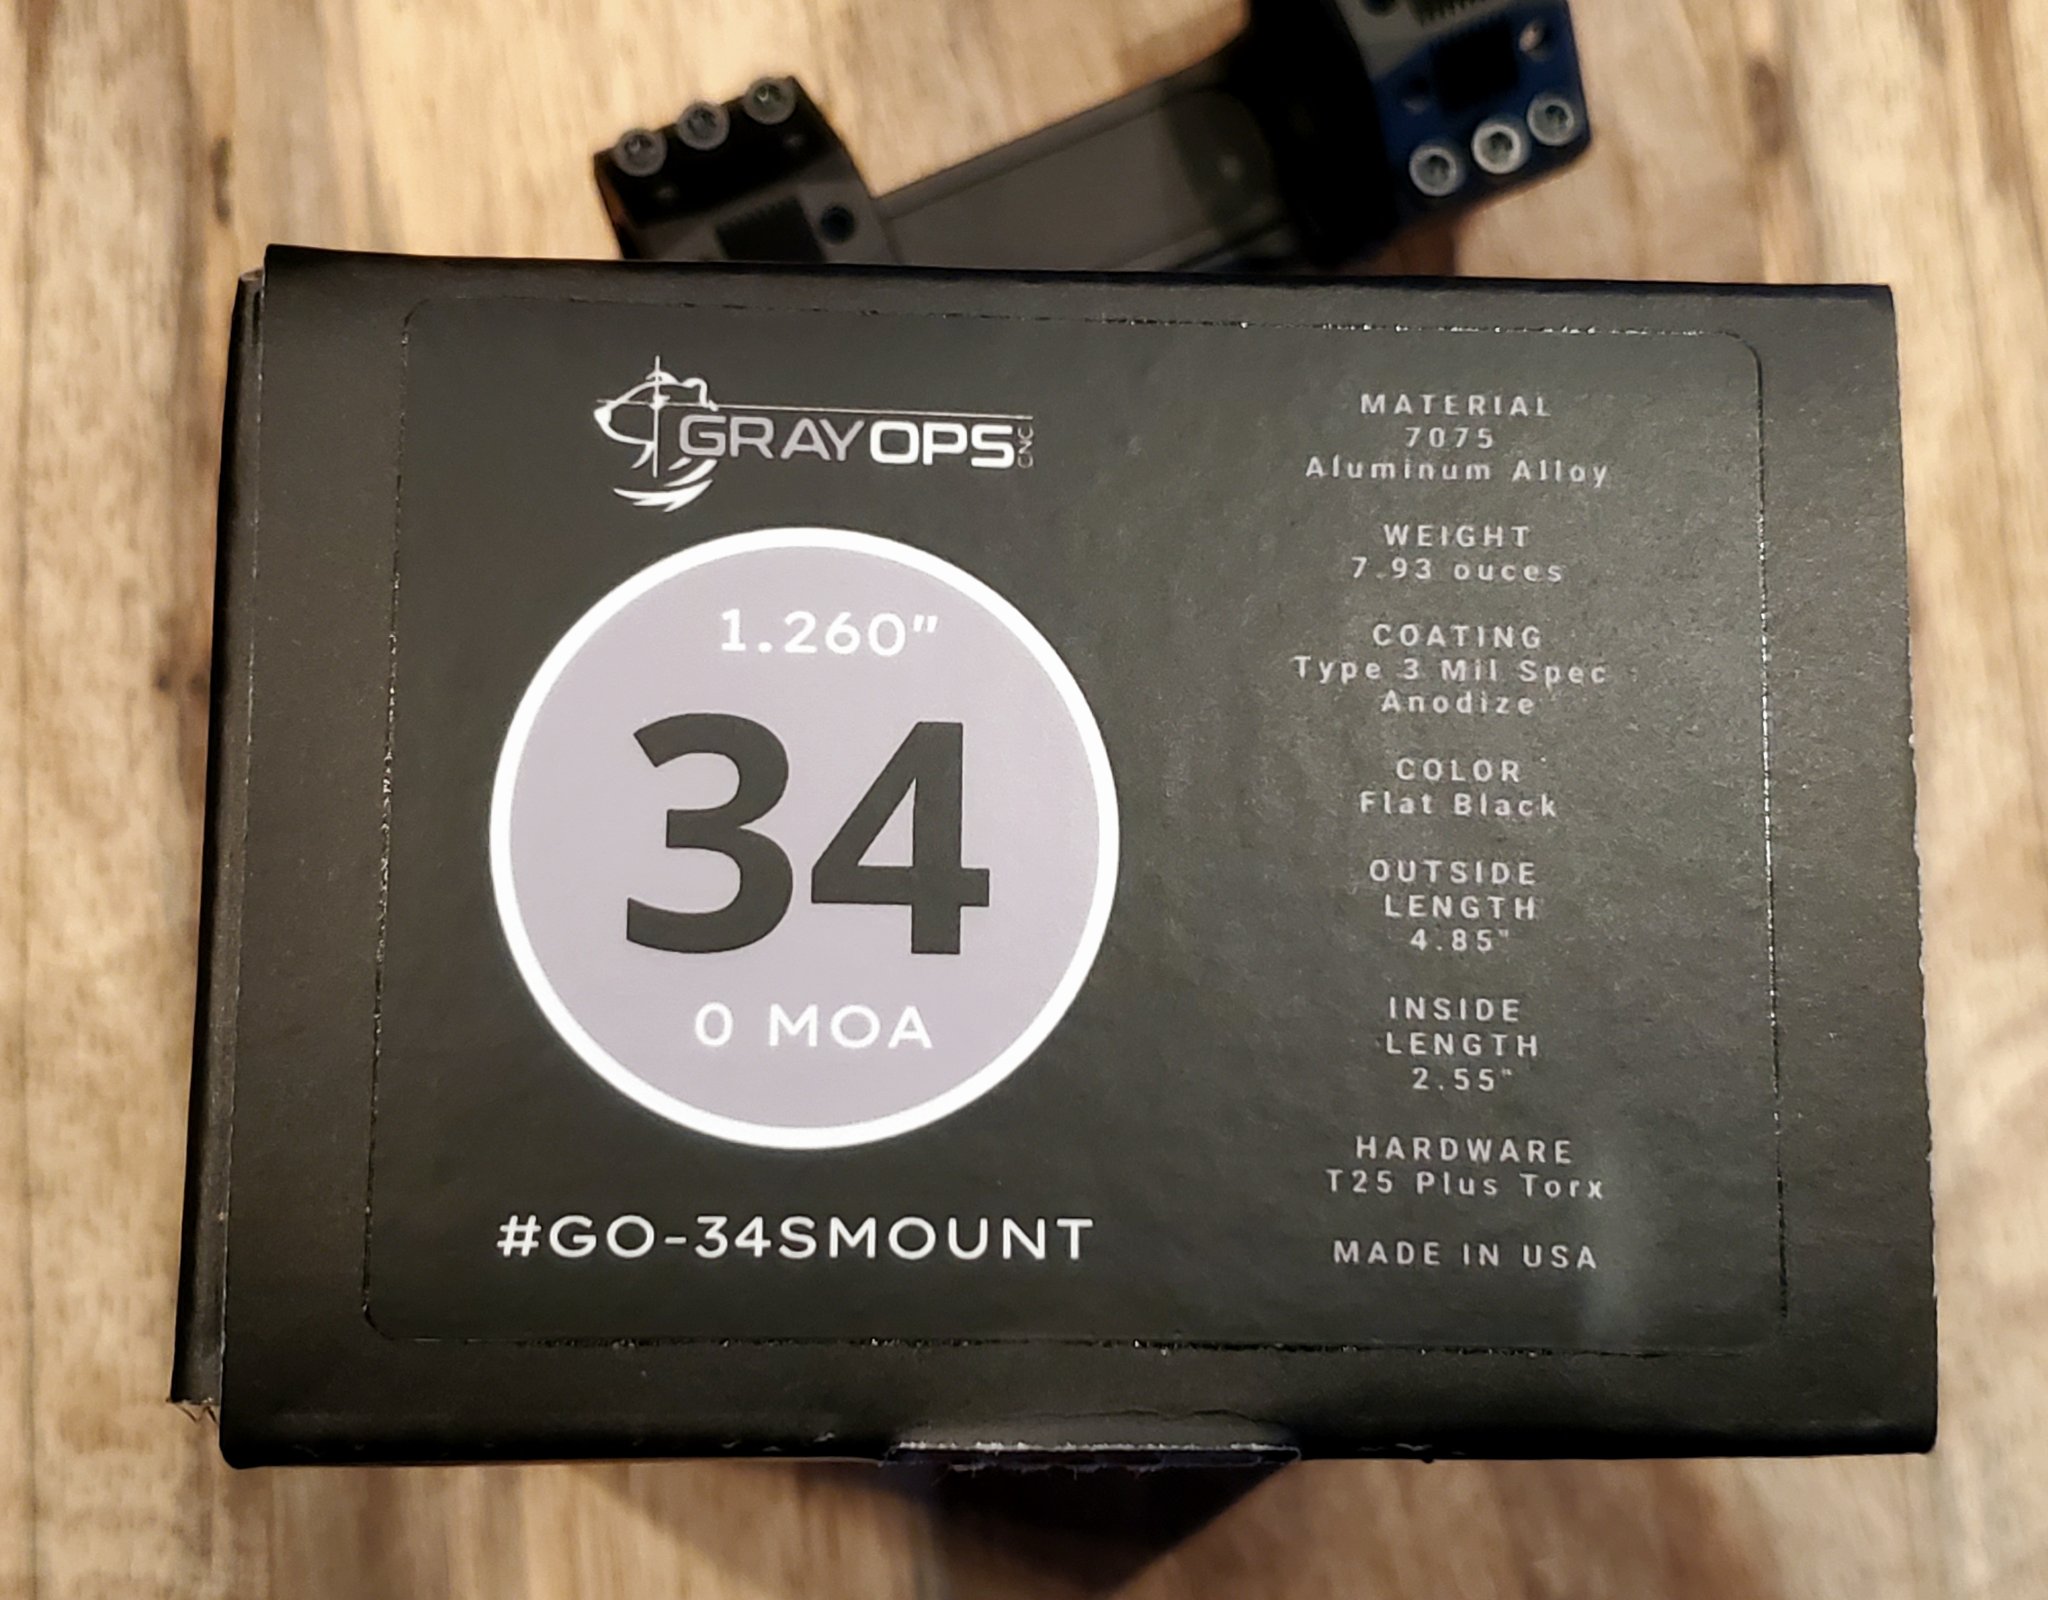 GRAYOPS CNC
1.260"
34
0 MOA
#GO-34SMOUNT
MATERIAL
7075
Aluminum Alloy
WEIGHT
7.93 ouces
COATING
Type 3 Mil Spec
Anodize
COLOR
Flat Black
OUTSIDE
LENGTH
4.85"
INSIDE
LENGTH
2.55"
HARDWARE
T25 Plus Torx
MADE IN USA